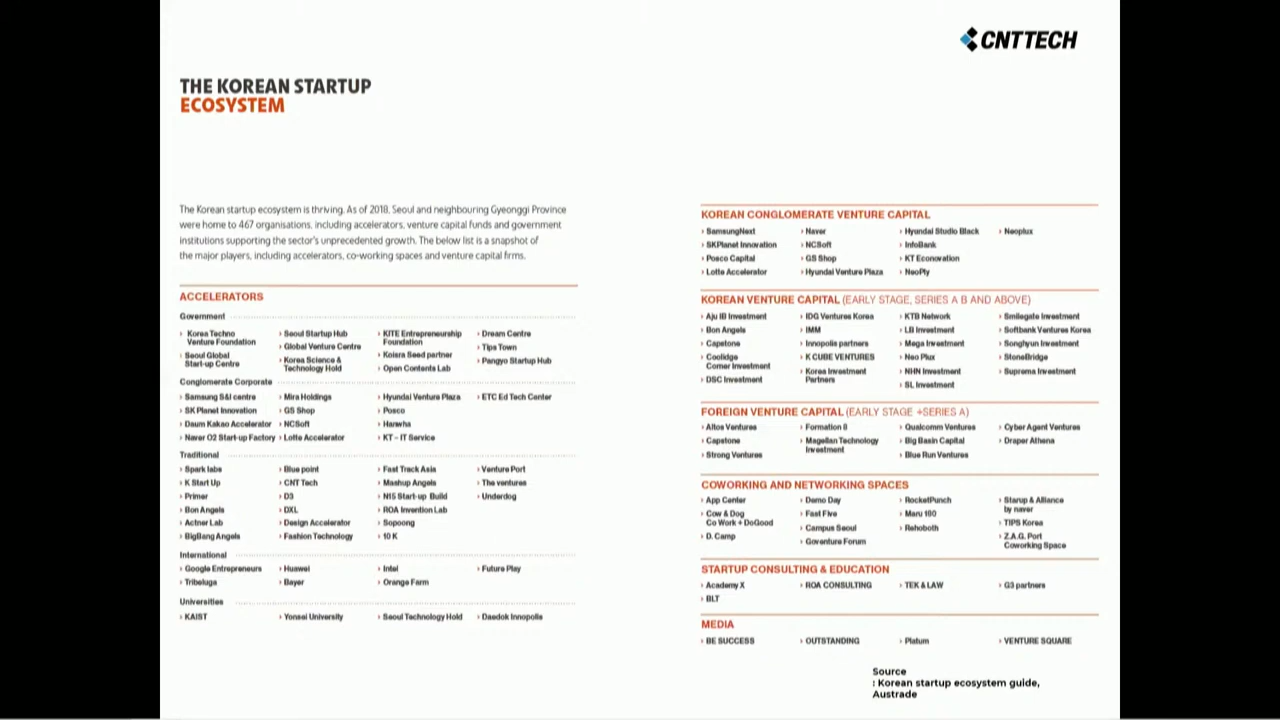 CNTTECH
THE KOREAN STARTUP
ECOSYSTEM
The Korean startup ecosystem is thriving. As of 2018, Seoul and neighbouring Gyeonggi Province
were home to 467 organisations, including accelerators, venture capital funds and government
institutions supporting the sector's unprecedented growth. The below list is a snapshot of
the major players, including accelerators, co-working spaces and venture capital firms.
ACCELERATORS
Government
› Korea Techno
Venture Foundation
› Seoul Global
Start-up Centre
› Seoul Startup Hub
› Global Venture Centre
› Korea Science &
Technology Hold
› KITE Entrepreneurship
Foundation
› Kolara Seed partner
› Open Contents Lab
› Dream Centre
› Tips Town
› Pangyo Startup Hub
Conglomerate Corporate
› Samsung S&I centre
› SK Planet Innovation
› Daum Kakao Accelerator
› Naver O2 Start-up Factory
› Mira Holdings
› GS Shop
› NCSoft
› Lotte Accelerator
› Hyundai Venture Plaza
› Posco
› Hanwha
› KT – IT Service
› ETC Ed Tech Center
Traditional
› Spark labs
› K Start Up
› Primer
› Bon Angels
› Actner Lab
› BigBang Angels
› Blue point
› CNT Tech
› D3
› DXL
› Design Accelerator
› Fashion Technology
› Fast Track Asia
› Mashup Angels
› N15 Start-up Build
› ROA Invention Lab
› Sopoong
› 10 K
› Venture Port
› The ventures
› Underdog
International
› Google Entrepreneurs
› Tribeluga
› Huawei
› Bayer
› Intel
› Orange Farm
› Future Play
Universities
› KAIST
› Yonsei University
› Seoul Technology Hold
› Daedok Innopolis
KOREAN CONGLOMERATE VENTURE CAPITAL
› SamsungNext
› SKPlanet Innovation
› Posco Capital
› Lotte Accelerator
› Naver
› NCSoft
› GS Shop
› Hyundai Venture Plaza
› Hyundai Studio Black
› InfoBank
› KT Econovation
› NeoPly
› Neoplux
KOREAN VENTURE CAPITAL (EARLY STAGE, SERIES A B AND ABOVE)
› Aju IB Investment
› Bon Angels
› Capstone
› Coolidge
Corner Investment
› DSC Investment
› IDG Ventures Korea
› IMM
› Innopolis partners
› K CUBE VENTURES
› Korea Investment
Partners
› KTB Network
› LB Investment
› Mega Investment
› Neo Plux
› NHN Investment
› SL Investment
› Smilegate Investment
› Softbank Ventures Korea
› Songhyun Investment
› StoneBridge
› Suprema Investment
FOREIGN VENTURE CAPITAL (EARLY STAGE +SERIES A)
› Altos Ventures
› Capstone
› Strong Ventures
› Formation 8
› Magellan Technology
Investment
› Qualcomm Ventures
› Big Basin Capital
› Blue Run Ventures
› Cyber Agent Ventures
› Draper Athena
COWORKING AND NETWORKING SPACES
› App Center
› Cow & Dog
Co Work + DoGood
› D. Camp
› Demo Day
› Fast Five
› Campus Seoul
› Goventure Forum
› RocketPunch
› Maru 180
› Rehoboth
› Starup & Alliance
by naver
› TIPS Korea
› Z.A.G. Port
Coworking Space
STARTUP CONSULTING & EDUCATION
› Academy X
› BLT
› ROA CONSULTING
› TEK & LAW
› G3 partners
MEDIA
› BE SUCCESS
› OUTSTANDING
› Platum
› VENTURE SQUARE
Source
: Korean startup ecosystem guide,
Austrade